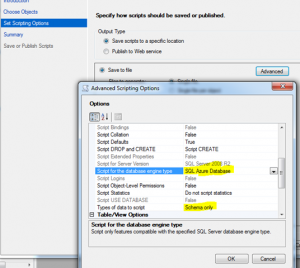 Introduction
Choose Objects
Set Scripting Options
Summary
Save or Publish Scripts
Specify how scripts should be saved or published.
Output Type
Save scripts to a specific location
Publish to Web service
Save to file
Advanced
Advanced Scripting Options
Options
Script Bindings False
Script Collation False
Script Defaults True
Script DROP and CREATE Script CREATE
Script Extended Properties False
Script for Server Version SQL Server 2008 R2
Script for the database engine type SQL Azure Database
Script Logins False
Script Object-Level Permissions False
Script Statistics Do not script statistics
Script USE DATABASE False
Types of data to script Schema only
Table/View Options
Script for the database engine type
Script only features compatible with the specified SQL Server database engine type.
OK
Cancel